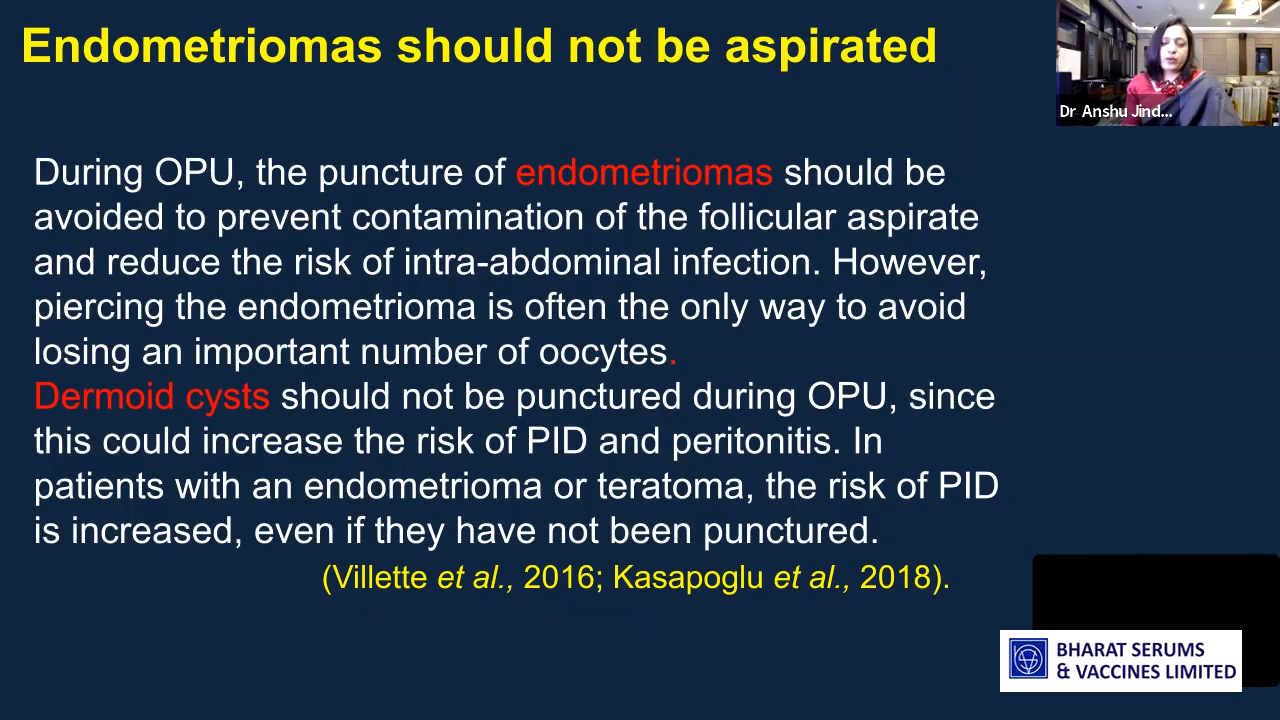 Endometriomas should not be aspirated
Dr Anshu Jind...
During OPU, the puncture of endometriomas should be
avoided to prevent contamination of the follicular aspirate
and reduce the risk of intra-abdominal infection. However,
piercing the endometrioma is often the only way to avoid
losing an important number of oocytes.
Dermoid cysts should not be punctured during OPU, since
this could increase the risk of PID and peritonitis. In
patients with an endometrioma or teratoma, the risk of PID
is increased, even if they have not been punctured.
(Villette et al., 2016; Kasapoglu et al., 2018).
BHARAT SERUMS
& VACCINES LIMITED